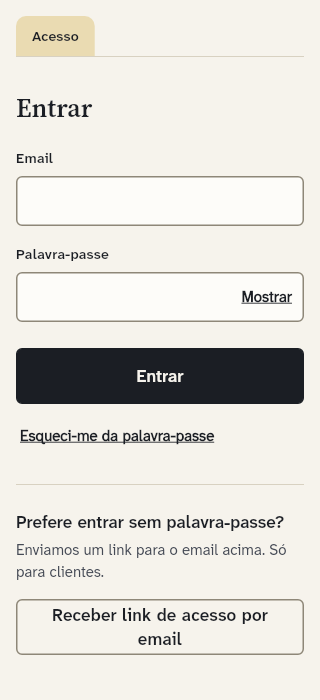 Acesso
Entrar
Email
Palavra-passe
Mostrar
Entrar
Esqueci-me da palavra-passe
Prefere entrar sem palavra-passe?
Enviamos um link para o email acima. Só
para clientes.
Receber link de acesso por
email